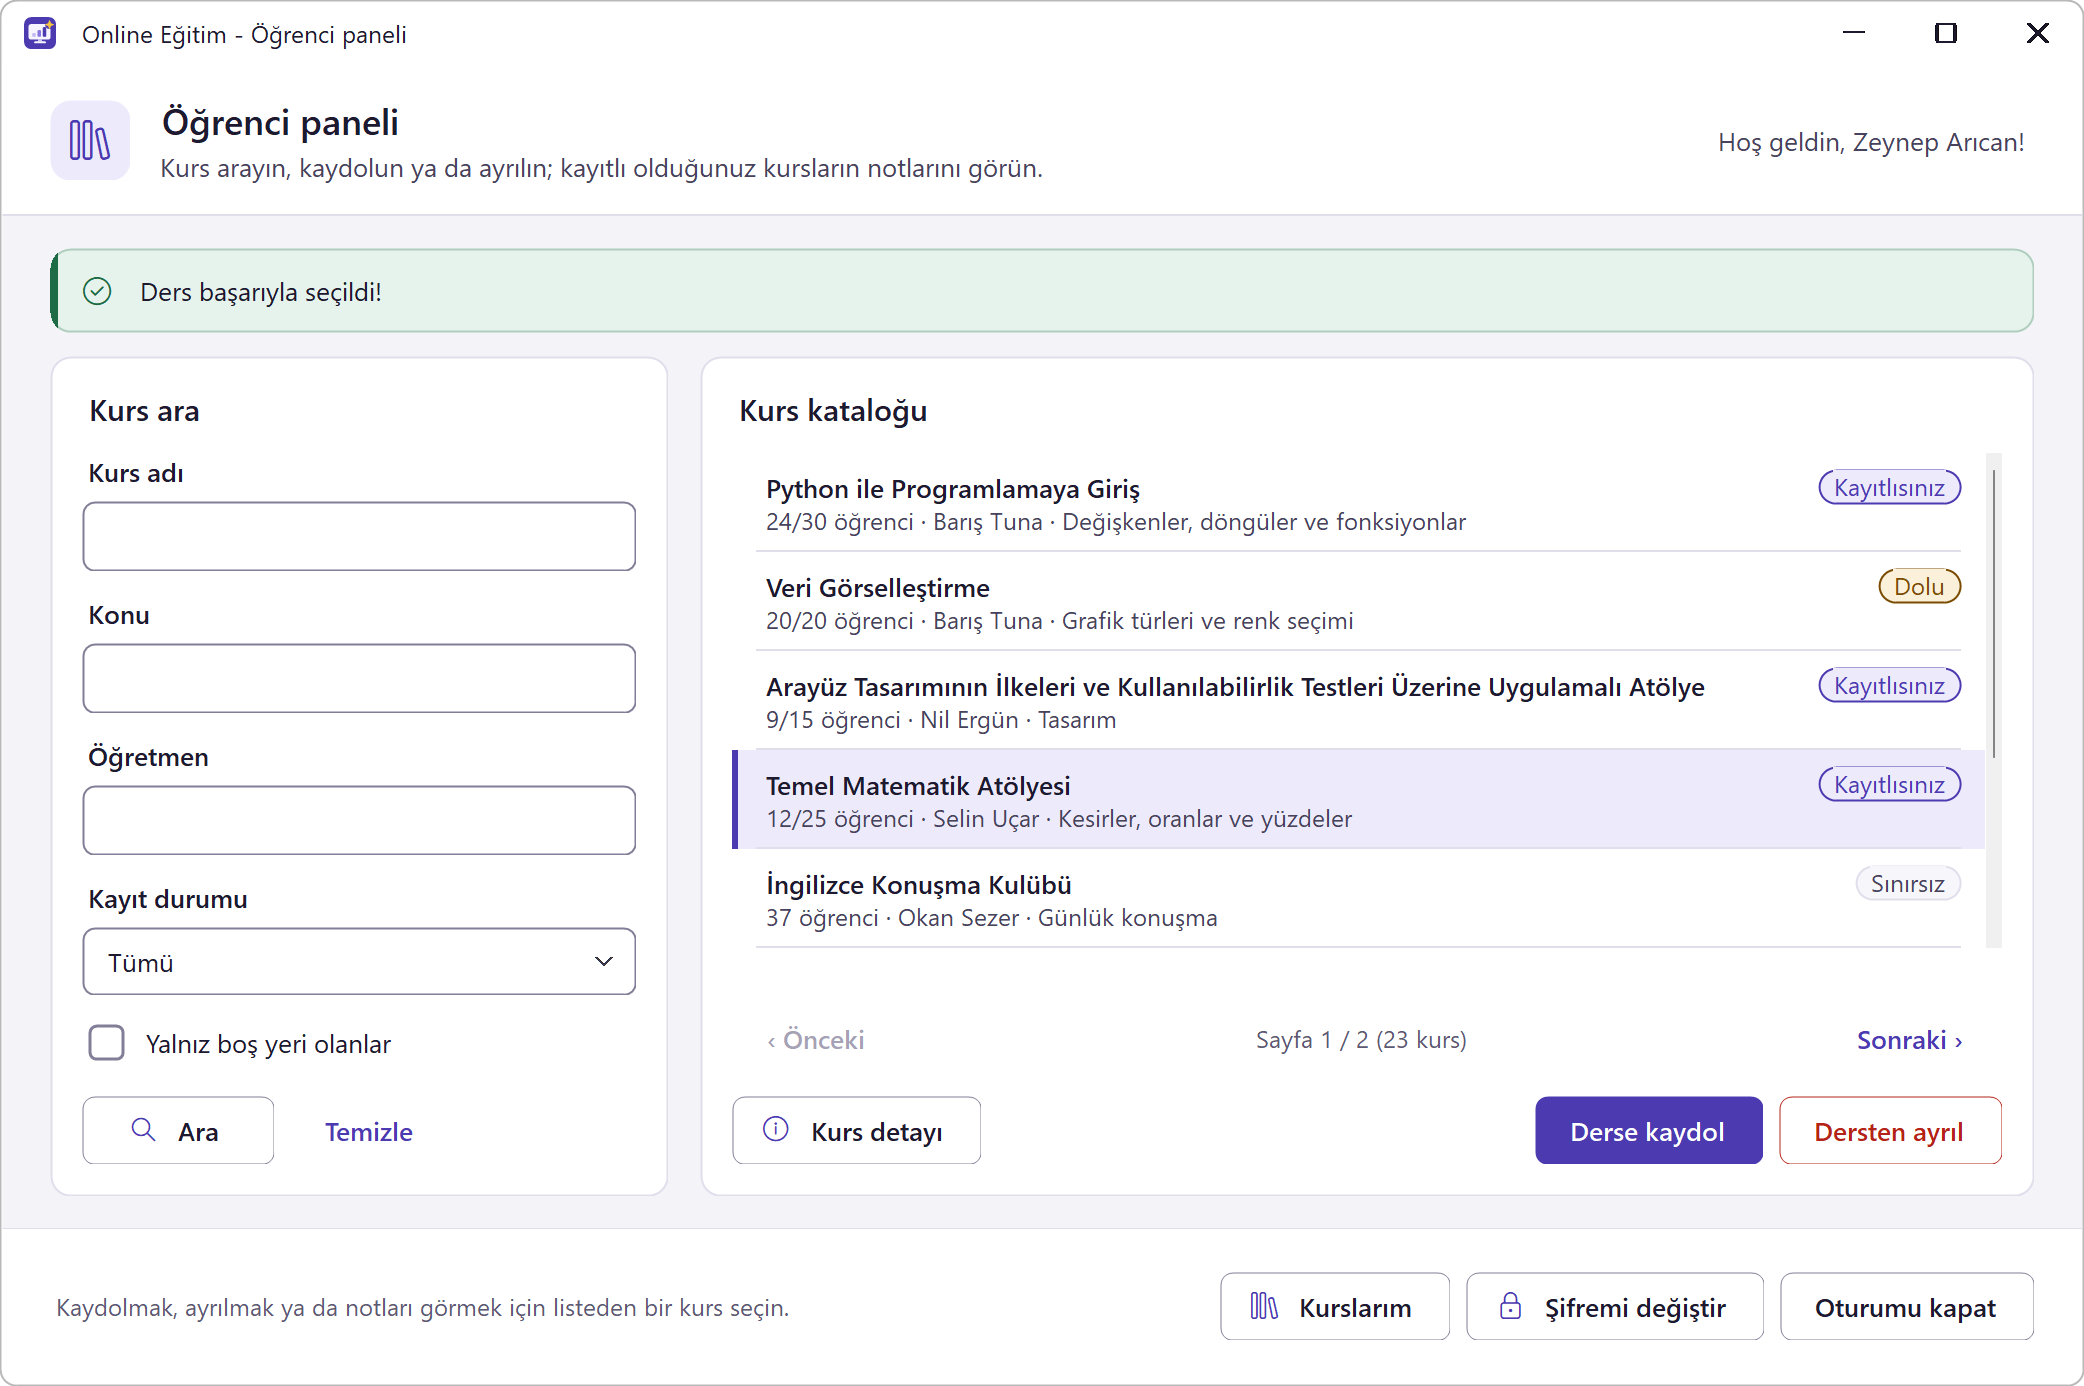 Online Eğitim - Öğrenci paneli
Öğrenci paneli
Kurs arayın, kaydolun ya da ayrılın; kayıtlı olduğunuz kursların notlarını görün.
Hoş geldin, Zeynep Arıcan!
Ders başarıyla seçildi!
Kurs ara
Kurs adı
Konu
Öğretmen
Kayıt durumu
Tümü
Yalnız boş yeri olanlar
Ara
Temizle
Kurs kataloğu
Python ile Programlamaya Giriş
Kayıtlısınız
24/30 öğrenci · Barış Tuna · Değişkenler, döngüler ve fonksiyonlar
Veri Görselleştirme
Dolu
20/20 öğrenci · Barış Tuna · Grafik türleri ve renk seçimi
Arayüz Tasarımının İlkeleri ve Kullanılabilirlik Testleri Üzerine Uygulamalı Atölye
Kayıtlısınız
9/15 öğrenci · Nil Ergün · Tasarım
Temel Matematik Atölyesi
Kayıtlısınız
12/25 öğrenci · Selin Uçar · Kesirler, oranlar ve yüzdeler
İngilizce Konuşma Kulübü
Sınırsız
37 öğrenci · Okan Sezer · Günlük konuşma
‹ Önceki
Sayfa 1 / 2 (23 kurs)
Sonraki ›
Kurs detayı
Derse kaydol
Dersten ayrıl
Kaydolmak, ayrılmak ya da notları görmek için listeden bir kurs seçin.
Kurslarım
Şifremi değiştir
Oturumu kapat